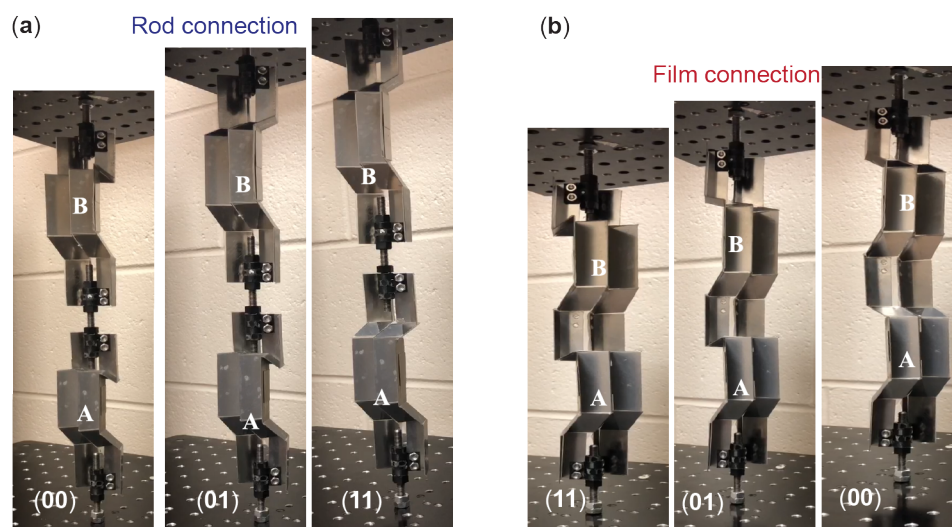 (a)
Rod connection
B
A
(00)
B
A
(01)
B
A
(11)
(b)
Film connection
B
A
(11)
B
A
(01)
B
A
(00)